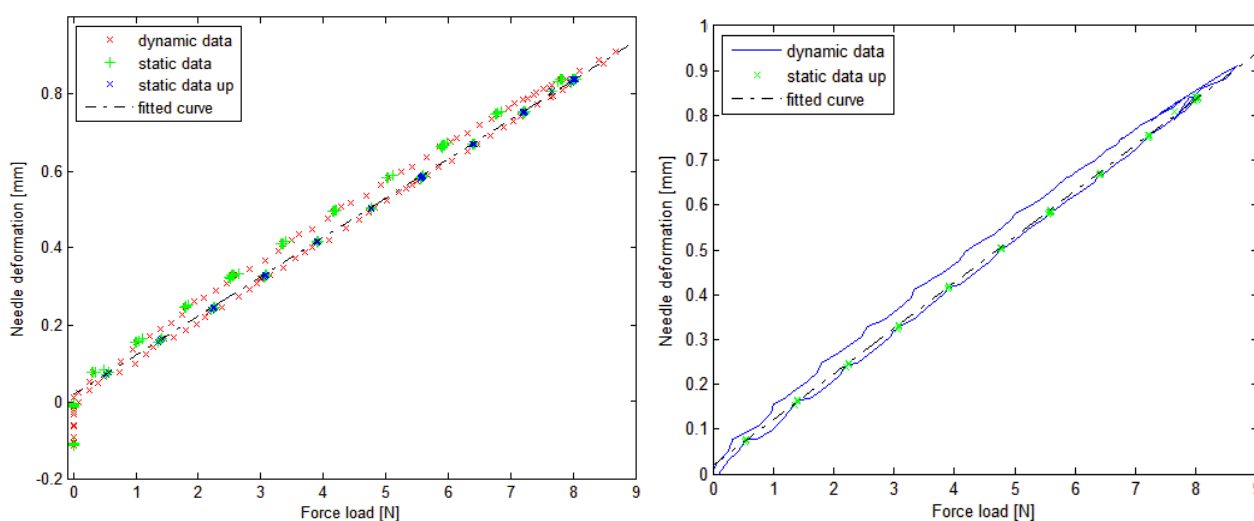 dynamic data
static data
static data up
fitted curve
Needle deformation [mm]
0.8
0.6
0.4
0.2
0
-0.2
0 1 2 3 4 5 6 7 8 9
Force load [N]
dynamic data
static data up
fitted curve
Needle deformation [mm]
1
0.9
0.8
0.7
0.6
0.5
0.4
0.3
0.2
0.1
0
0 1 2 3 4 5 6 7 8 9
Force load [N]